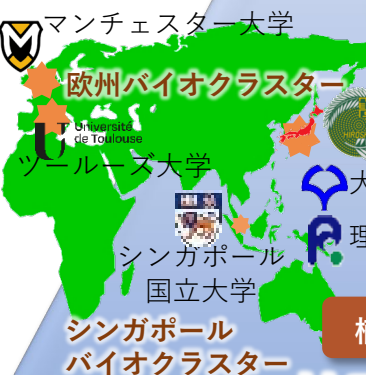 マンチェスター大学
欧州バイオクラスター
Université
de Toulouse
ツールーズ大学
大
理
シンガポール
国立大学
シンガポール
バイオクラスター